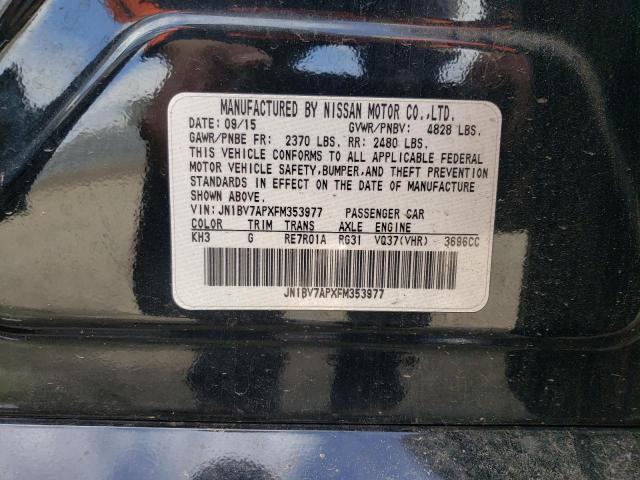 MANUFACTURED BY NISSAN MOTOR CO.,LTD.
DATE: 09/15 GVWR/PNBV: 4828 LBS.
GAWR/PNBE FR: 2370 LBS. RR: 2480 LBS.
THIS VEHICLE CONFORMS TO ALL APPLICABLE FEDERAL
MOTOR VEHICLE SAFETY,BUMPER,AND THEFT PREVENTION
STANDARDS IN EFFECT ON THE DATE OF MANUFACTURE
SHOWN ABOVE.
VIN: JN1BV7APXFM353977 PASSENGER CAR
COLOR TRIM TRANS AXLE ENGINE
KH3 G RE7R01A RG31 VQ37(VHR) 3696CC
JN1BV7APXFM353977